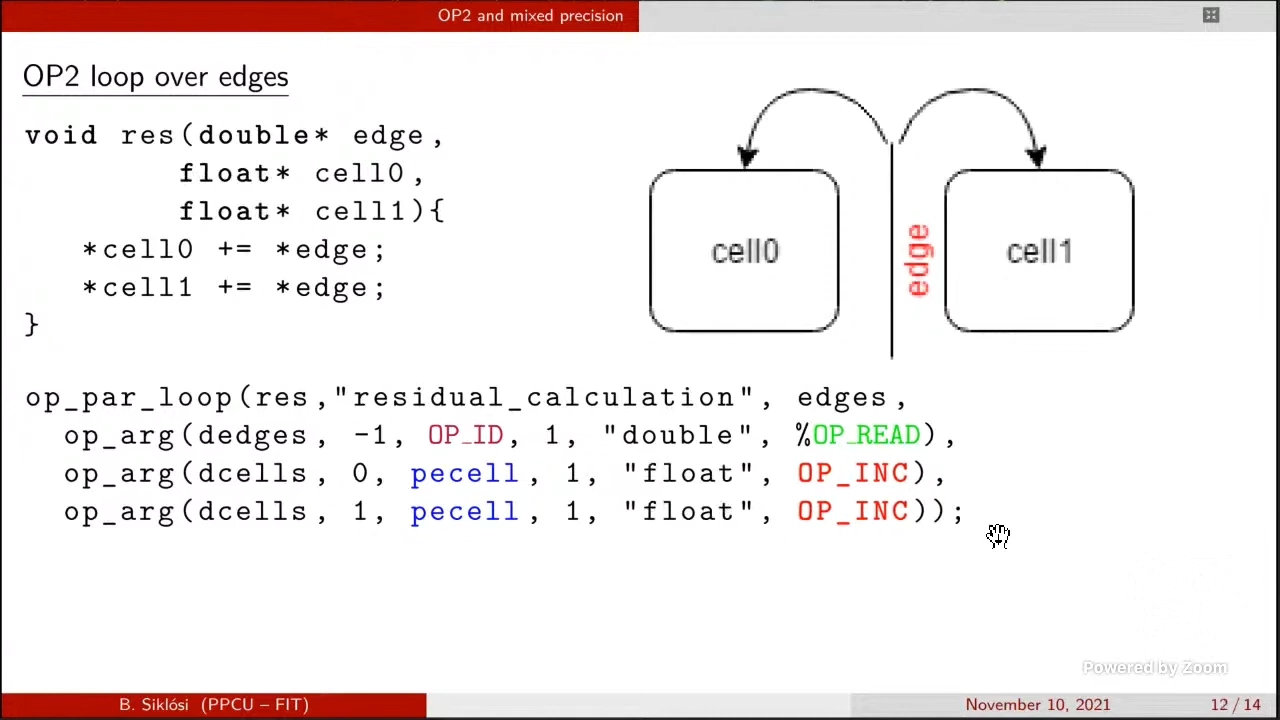 OP2 and mixed precision
OP2 loop over edges
void res(double* edge,
float* cell0,
float* cell1){
*cell0 += *edge;
*cell1 += *edge;
}
cell0
edge
cell1
op_par_loop(res,"residual_calculation", edges,
op_arg(dedges, -1, OP_ID, 1, "double", %OP_READ),
op_arg(dcells, 0, pecell, 1, "float", OP_INC),
op_arg(dcells, 1, pecell, 1, "float", OP_INC));
Powered by Zoom
B. Siklósi (PPCU – FIT)
November 10, 2021
12 / 14